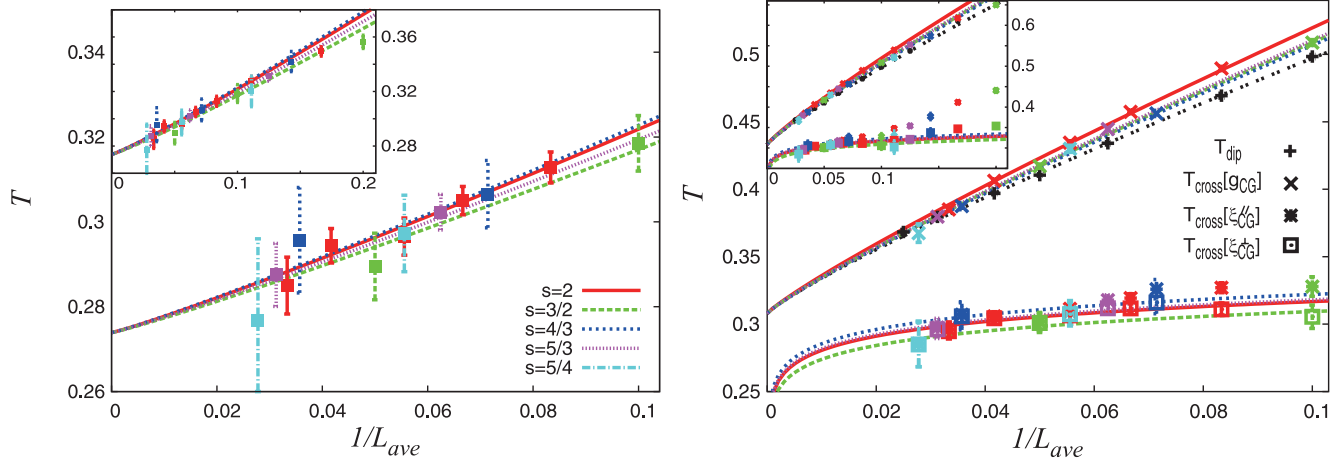 0.34
0.32
0.3
0.28
0.26
T
0.36
0.32
0.28
0
0.1
0.2
s=2
s=3/2
s=4/3
s=5/3
s=5/4
0
0.02
0.04
0.06
0.08
0.1
1/L_ave
0.5
0.45
0.4
0.35
0.3
0.25
T
0.6
0.5
0.4
0
0.05
0.1
T_dip
T_cross[g_CG]
T_cross[ξ^//_CG]
T_cross[ξ^⊥_CG]
0
0.02
0.04
0.06
0.08
0.1
1/L_ave